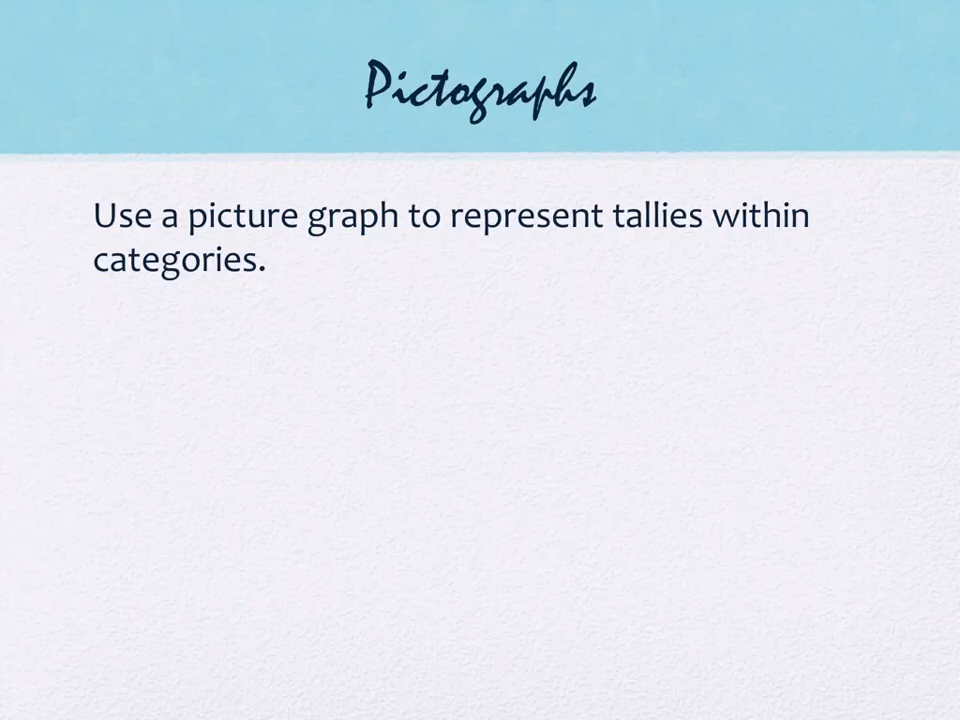 Pictographs
Use a picture graph to represent tallies within
categories.